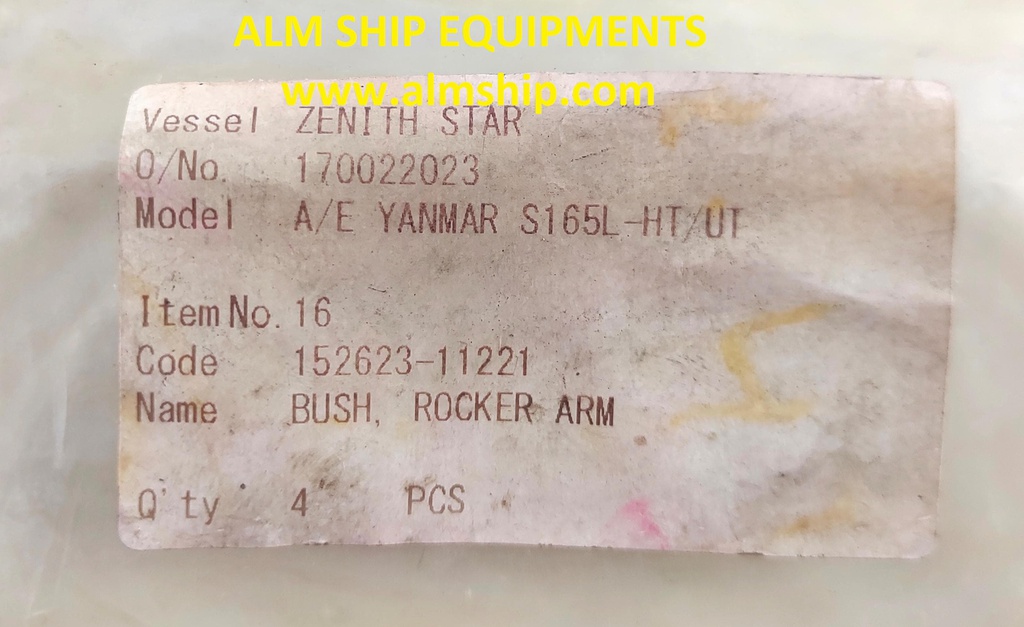 ALM SHIP EQUIPMENTS
www.almship.com
Vessel ZENITH STAR
O/No. 170022023
Model A/E YANMAR S165L-HT/UT
Item No. 16
Code 152623-11221
Name BUSH, ROCKER ARM
Q'ty 4 PCS